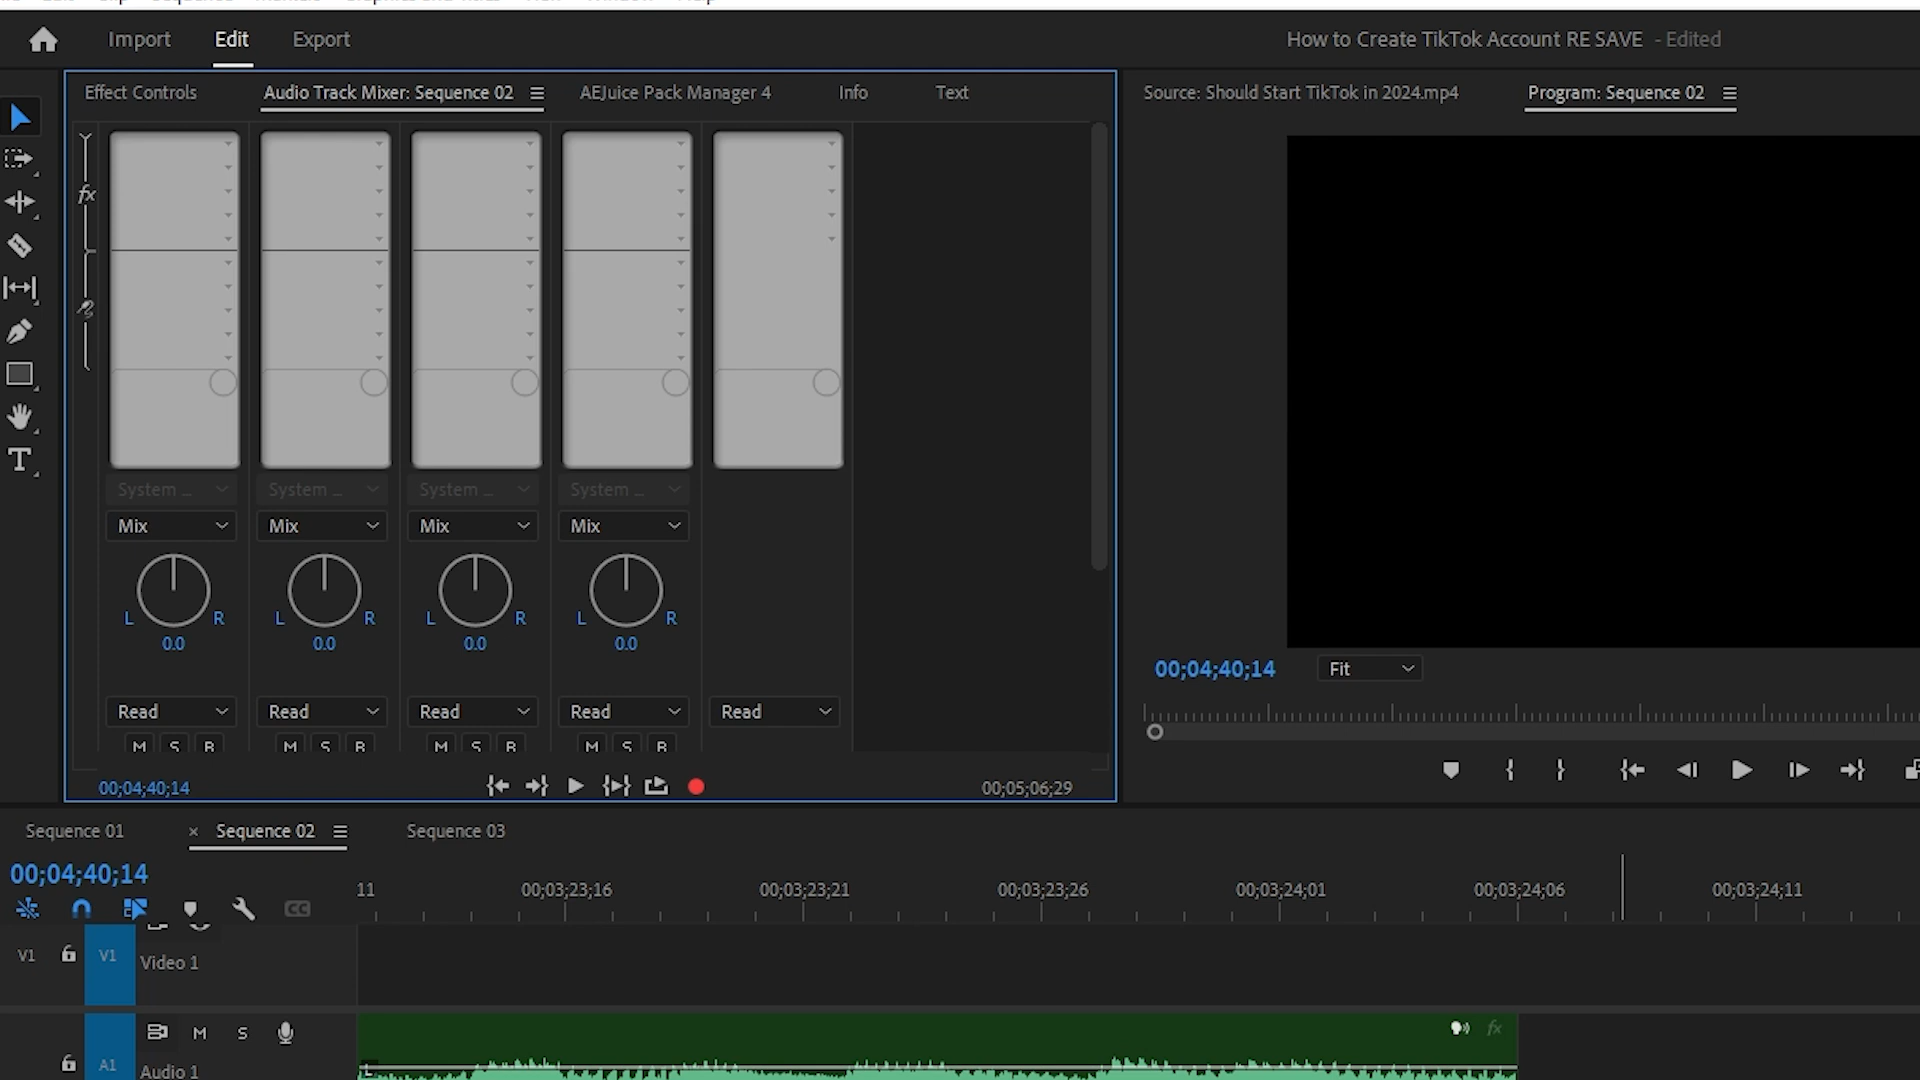 Import Edit Export How to Create TikTok Account RE SAVE - Edited
Effect Controls Audio Track Mixer: Sequence 02 AEJuice Pack Manager 4 Info Text Source: Should Start TikTok in 2024.mp4 Program: Sequence 02
fx
System ... System ... System ... System ...
Mix Mix Mix Mix
L R L R L R L R
0.0 0.0 0.0 0.0
00;04;40;14 Fit
Read Read Read Read Read
M S R M S R M S R M S R
00;04;40;14 00;05;06;29
Sequence 01 × Sequence 02 Sequence 03
00;04;40;14
11 00;03;23;16 00;03;23;21 00;03;23;26 00;03;24;01 00;03;24;06 00;03;24;11
CC
V1 V1 Video 1
M S fx
A1 Audio 1
L